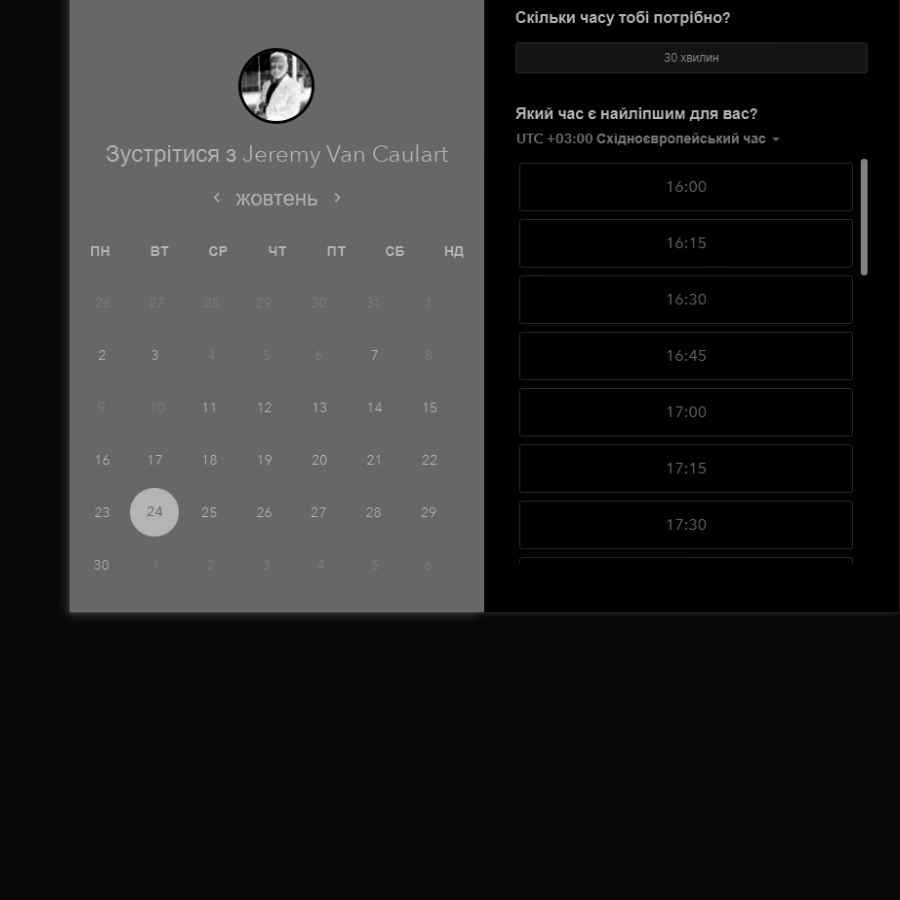 Зустрітися з Jeremy Van Caulart
жовтень
ПН ВТ СР ЧТ ПТ СБ НД
26 27 28 29 30 31 1
2 3 4 5 6 7 8
9 10 11 12 13 14 15
16 17 18 19 20 21 22
23 24 25 26 27 28 29
30 1 2 3 4 5 6
Скільки часу тобі потрібно?
30 хвилин
Який час є найліпшим для вас?
UTC +03:00 Східноєвропейський час
16:00
16:15
16:30
16:45
17:00
17:15
17:30